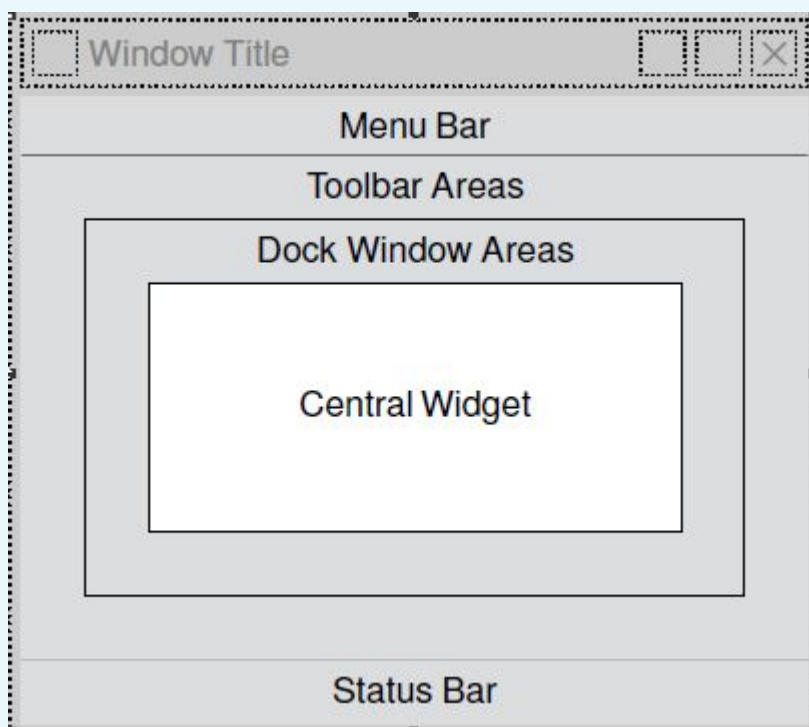 Window Title
Menu Bar
Toolbar Areas
Dock Window Areas
Central Widget
Status Bar